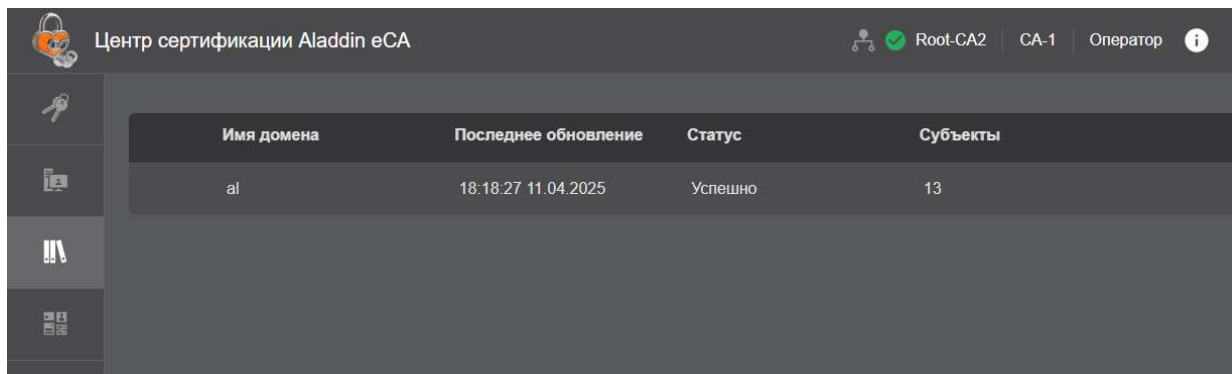 Центр сертификации Aladdin eCA Root-CA2 CA-1 Оператор i
Имя домена Последнее обновление Статус Субъекты
al 18:18:27 11.04.2025 Успешно 13